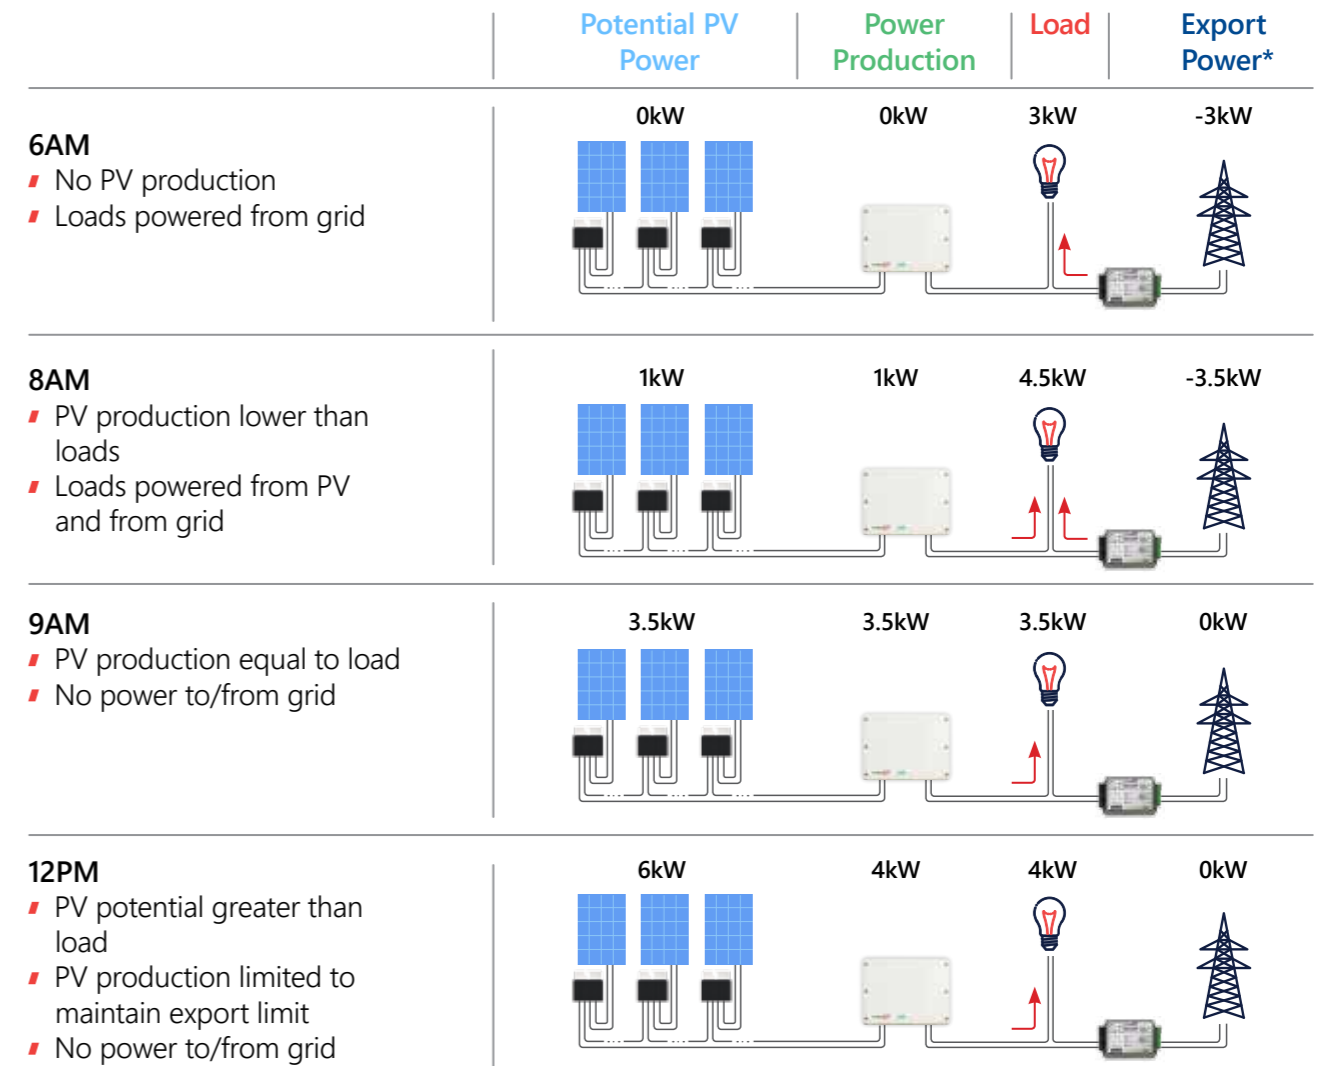 Potential PV
Power
Power
Production
Load
Export
Power*
6AM
No PV production
Loads powered from grid
0kW
0kW
3kW
-3kW
8AM
PV production lower than
loads
Loads powered from PV
and from grid
1kW
1kW
4.5kW
-3.5kW
9AM
PV production equal to load
No power to/from grid
3.5kW
3.5kW
3.5kW
0kW
12PM
PV potential greater than
load
PV production limited to
maintain export limit
No power to/from grid
6kW
4kW
4kW
0kW